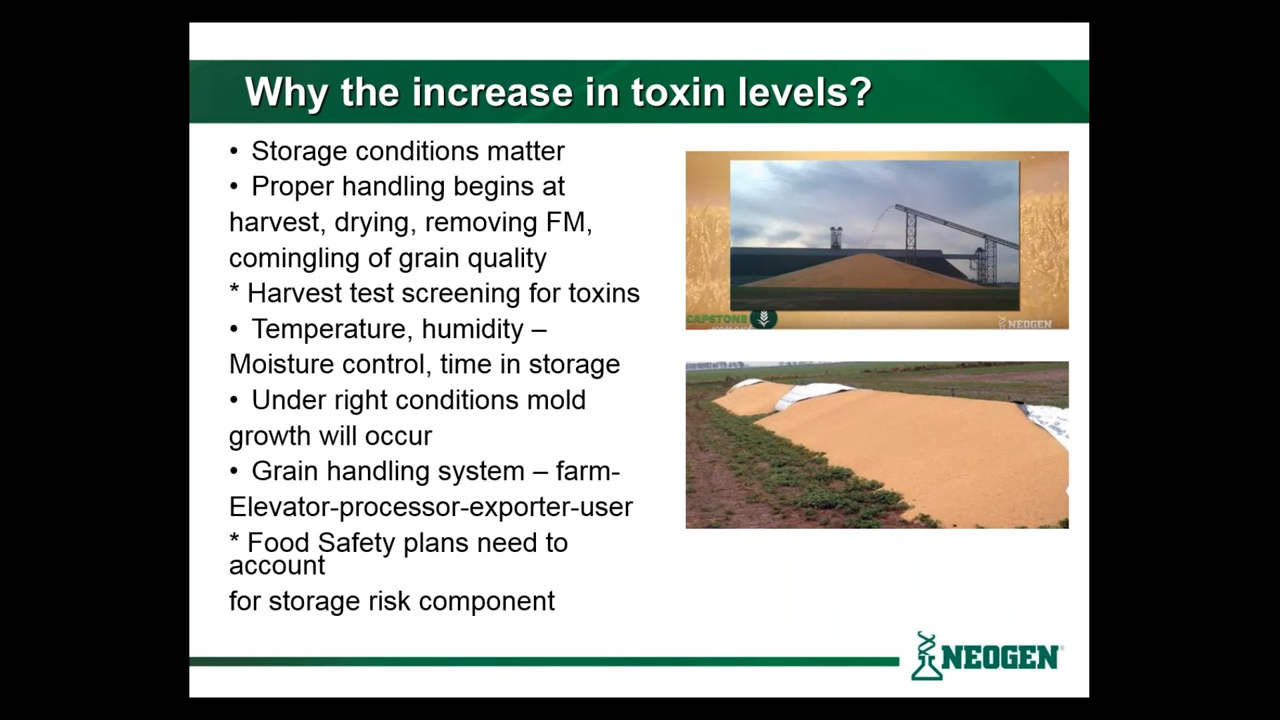 Why the increase in toxin levels?
• Storage conditions matter
• Proper handling begins at
harvest, drying, removing FM,
comingling of grain quality
* Harvest test screening for toxins
• Temperature, humidity –
Moisture control, time in storage
• Under right conditions mold
growth will occur
• Grain handling system – farm-
Elevator-processor-exporter-user
* Food Safety plans need to
account
for storage risk component
CAPSTONE
NEOGEN
NEOGEN